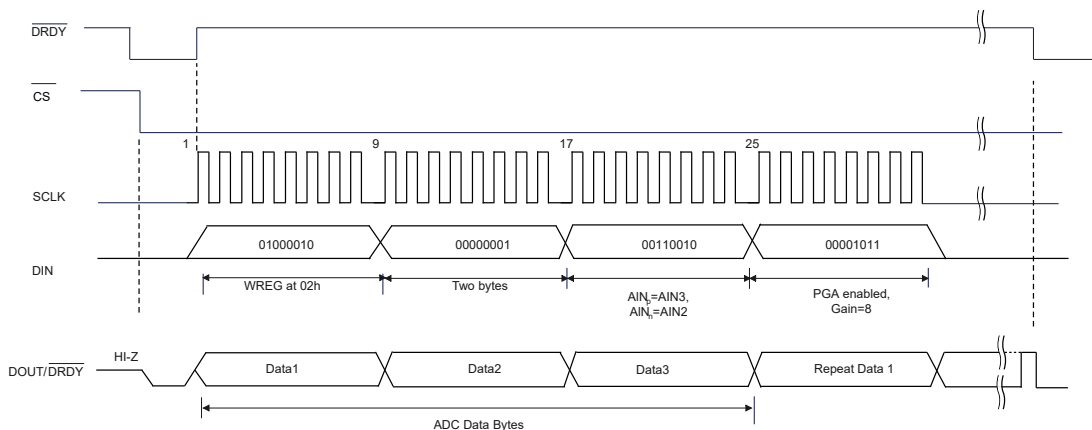 DRDY
CS
1 9 17 25
SCLK
01000010 00000001 00110010 00001011
DIN
WREG at 02h Two bytes AINp=AIN3, PGA enabled,
AINn=AIN2 Gain=8
HI-Z
DOUT/DRDY Data1 Data2 Data3 Repeat Data 1
ADC Data Bytes